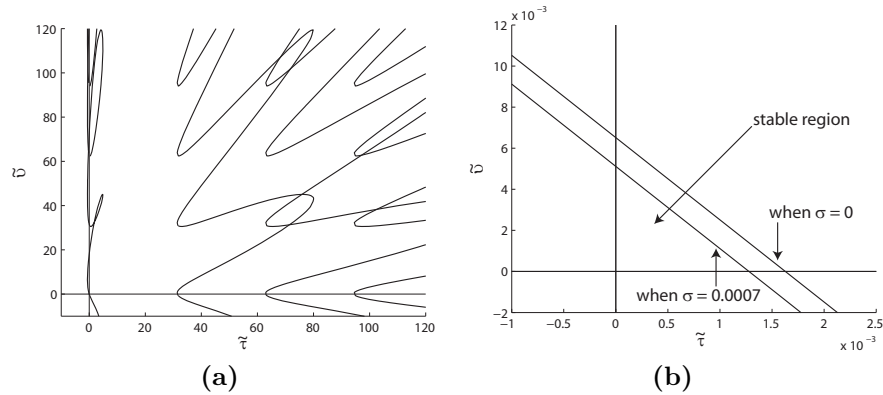 120
100
80
60
40
20
0
ṽ
0
20
40
60
80
100
120
τ̃
(a)
x 10⁻³
12
10
8
6
4
2
0
−2
ṽ
stable region
when σ = 0
when σ = 0.0007
−1
−0.5
0
0.5
1
1.5
2
2.5
τ̃
x 10⁻³
(b)